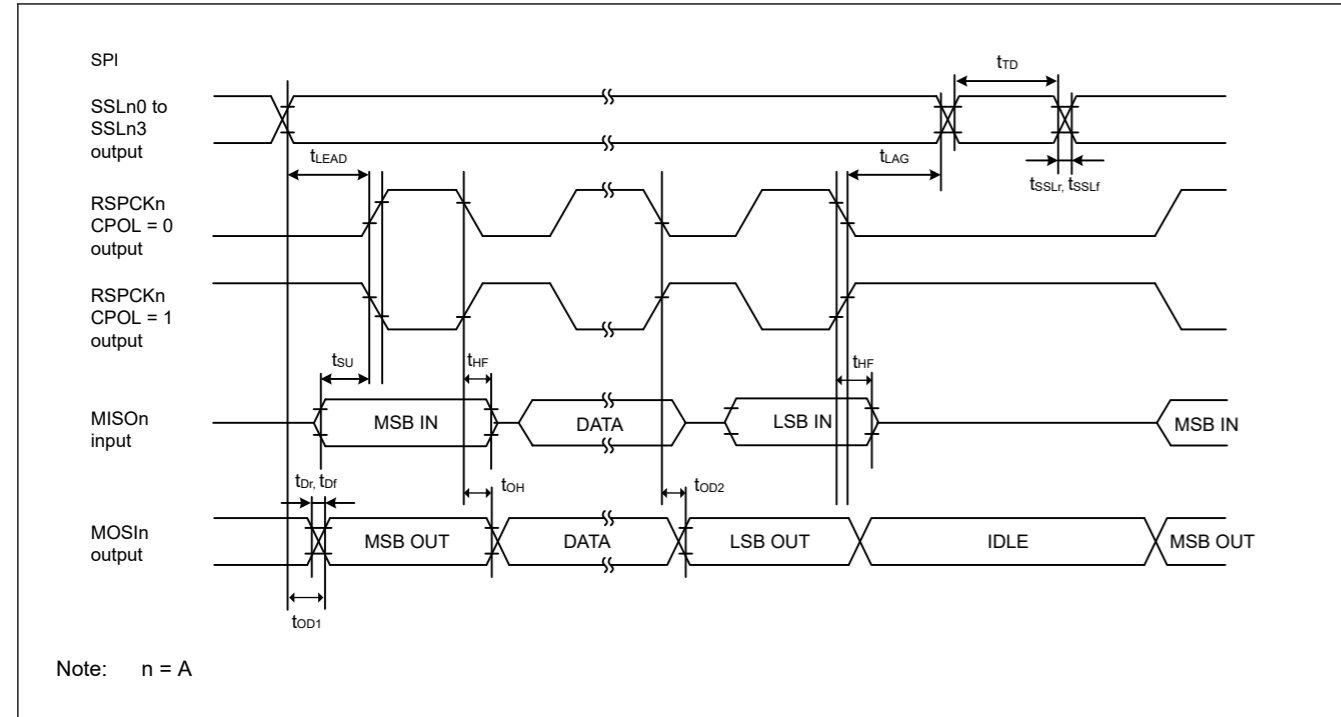 SPI
tTD
SSLn0 to
SSLn3
output
tLEAD
tLAG
tSSLr, tSSLf
RSPCKn
CPOL = 0
output
RSPCKn
CPOL = 1
output
tSU
tHF
tHF
MISOn
input
MSB IN
DATA
LSB IN
MSB IN
tDr, tDf
tOH
tOD2
MOSIn
output
MSB OUT
DATA
LSB OUT
IDLE
MSB OUT
tOD1
Note: n = A